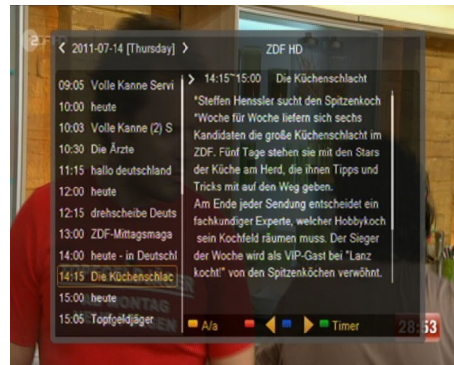 2011-07-14 [Thursday]
ZDF HD
09:05 Volle Kanne Servi
10:00 heute
10:03 Volle Kanne (2) S
10:30 Die Ärzte
11:15 hallo deutschland
12:00 heute
12:15 drehscheibe Deuts
13:00 ZDF-Mittagsmaga
14:00 heute - in Deutschl
14:15 Die Küchenschlac
15:00 heute
15:05 Topfgeldjäger
14:15~15:00 Die Küchenschlacht
"Steffen Henssler sucht den Spitzenkoch
"Woche für Woche liefern sich sechs
Kandidaten die große Küchenschlacht im
ZDF. Fünf Tage stehen sie mit den Stars
der Küche am Herd, die ihnen Tipps und
Tricks mit auf den Weg geben.
Am Ende jeder Sendung entscheidet ein
fachkundiger Experte, welcher Hobbykoch
sein Kochfeld räumen muss. Der Sieger
der Woche wird als VIP-Gast bei "Lanz
kocht!" von den Spitzenköchen verwöhnt.
A/a
Timer
28:53